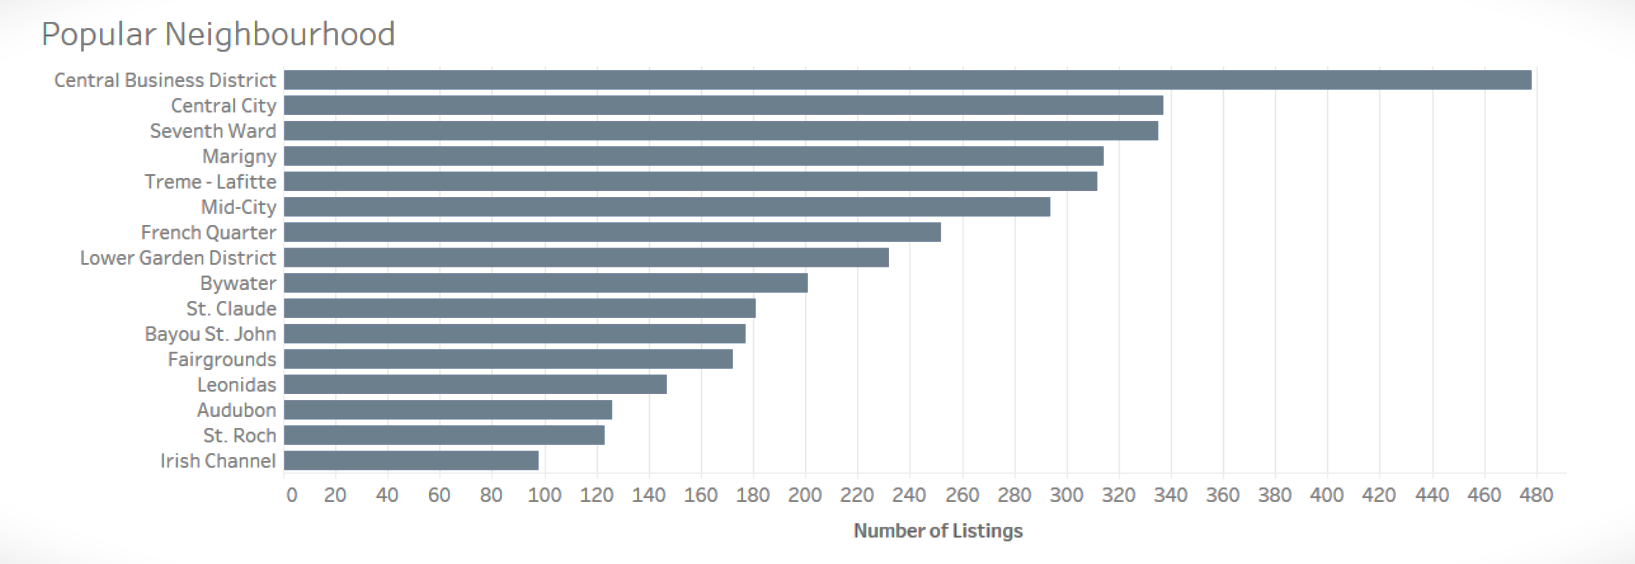 Popular Neighbourhood
Central Business District
Central City
Seventh Ward
Marigny
Treme - Lafitte
Mid-City
French Quarter
Lower Garden District
Bywater
St. Claude
Bayou St. John
Fairgrounds
Leonidas
Audubon
St. Roch
Irish Channel
0 20 40 60 80 100 120 140 160 180 200 220 240 260 280 300 320 340 360 380 400 420 440 460 480
Number of Listings